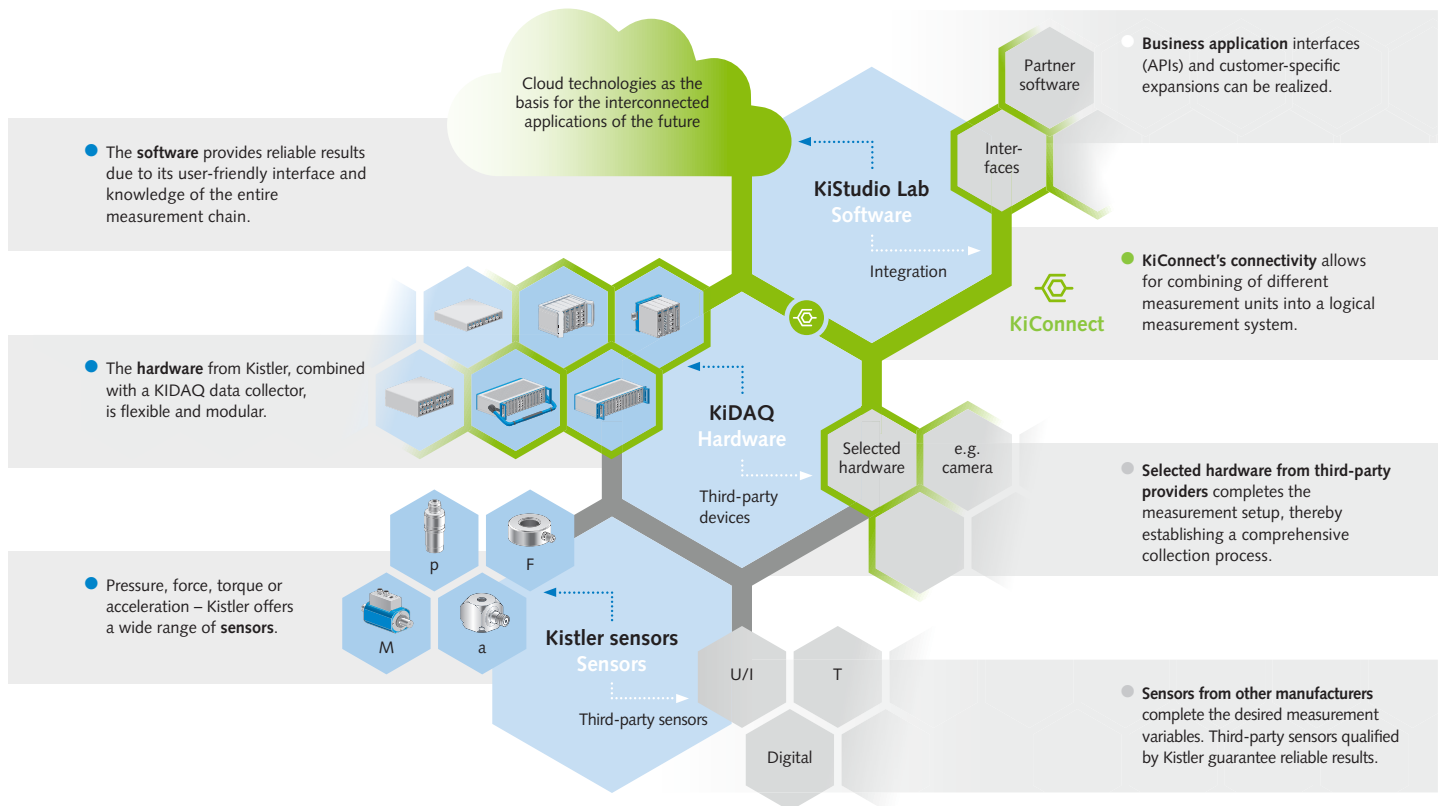 Cloud technologies as the
basis for the interconnected
applications of the future
Partner
software
Inter-
faces
Business application interfaces
(APIs) and customer-specific
expansions can be realized.
The software provides reliable results
due to its user-friendly interface and
knowledge of the entire
measurement chain.
KiStudio Lab
Software
Integration
KiConnect
KiConnect's connectivity allows
for combining of different
measurement units into a logical
measurement system.
The hardware from Kistler, combined
with a KIDAQ data collector,
is flexible and modular.
KiDAQ
Hardware
Third-party
devices
Selected
hardware
e.g.
camera
Selected hardware from third-party
providers completes the
measurement setup, thereby
establishing a comprehensive
collection process.
Pressure, force, torque or
acceleration – Kistler offers
a wide range of sensors.
p
F
M
a
Kistler sensors
Sensors
Third-party sensors
U/I
T
Digital
Sensors from other manufacturers
complete the desired measurement
variables. Third-party sensors qualified
by Kistler guarantee reliable results.